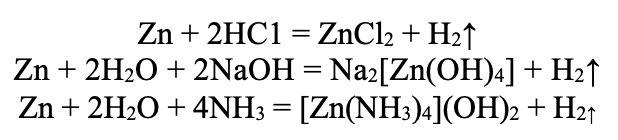 Zn + 2HC1 = ZnCl₂ + H₂↑
Zn + 2H₂O + 2NaOH = Na₂[Zn(OH)₄] + H₂↑
Zn + 2H₂O + 4NH₃ = [Zn(NH₃)₄](OH)₂ + H₂↑